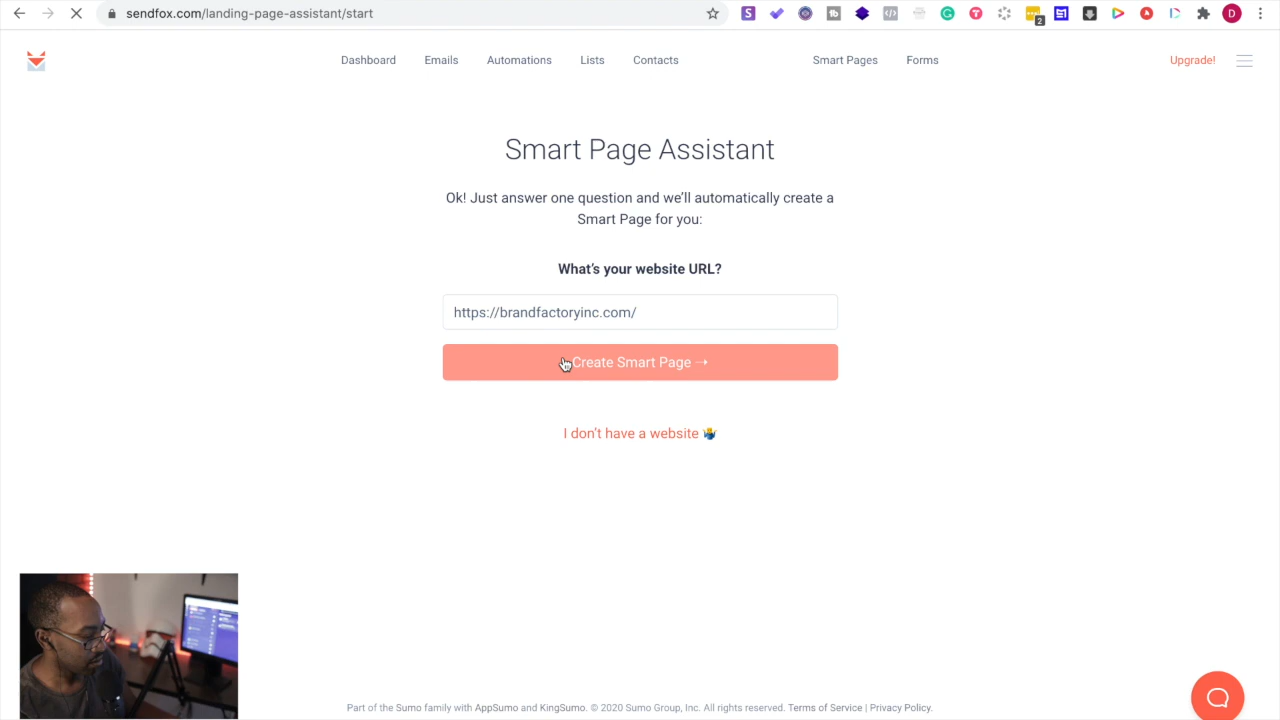 sendfox.com/landing-page-assistant/start
2
D
Dashboard Emails Automations Lists Contacts Smart Pages Forms Upgrade!
Smart Page Assistant
Ok! Just answer one question and we'll automatically create a
Smart Page for you:
What's your website URL?
https://brandfactoryinc.com/
Create Smart Page →
I don't have a website 🤷‍♂️
Part of the Sumo family with AppSumo and KingSumo. © 2020 Sumo Group, Inc. All rights reserved. Terms of Service | Privacy Policy.